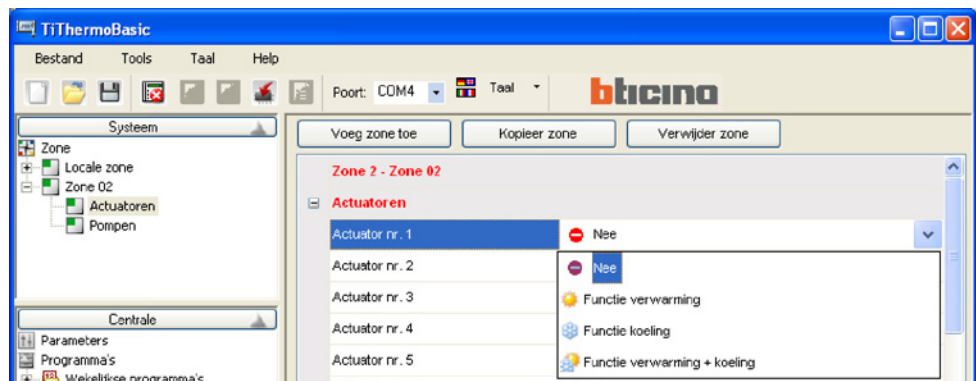 TiThermoBasic
Bestand Tools Taal Help
Poort: COM4 Taal bticino
Systeem
Zone
Locale zone
Zone 02
Actuatoren
Pompen
Centrale
Parameters
Programma's
Wekelijkse programma's
Voeg zone toe Kopieer zone Verwijder zone
Zone 2 - Zone 02
Actuatoren
Actuator nr. 1 Nee
Actuator nr. 2 Nee
Actuator nr. 3 Functie verwarming
Actuator nr. 4 Functie koeling
Actuator nr. 5 Functie verwarming + koeling